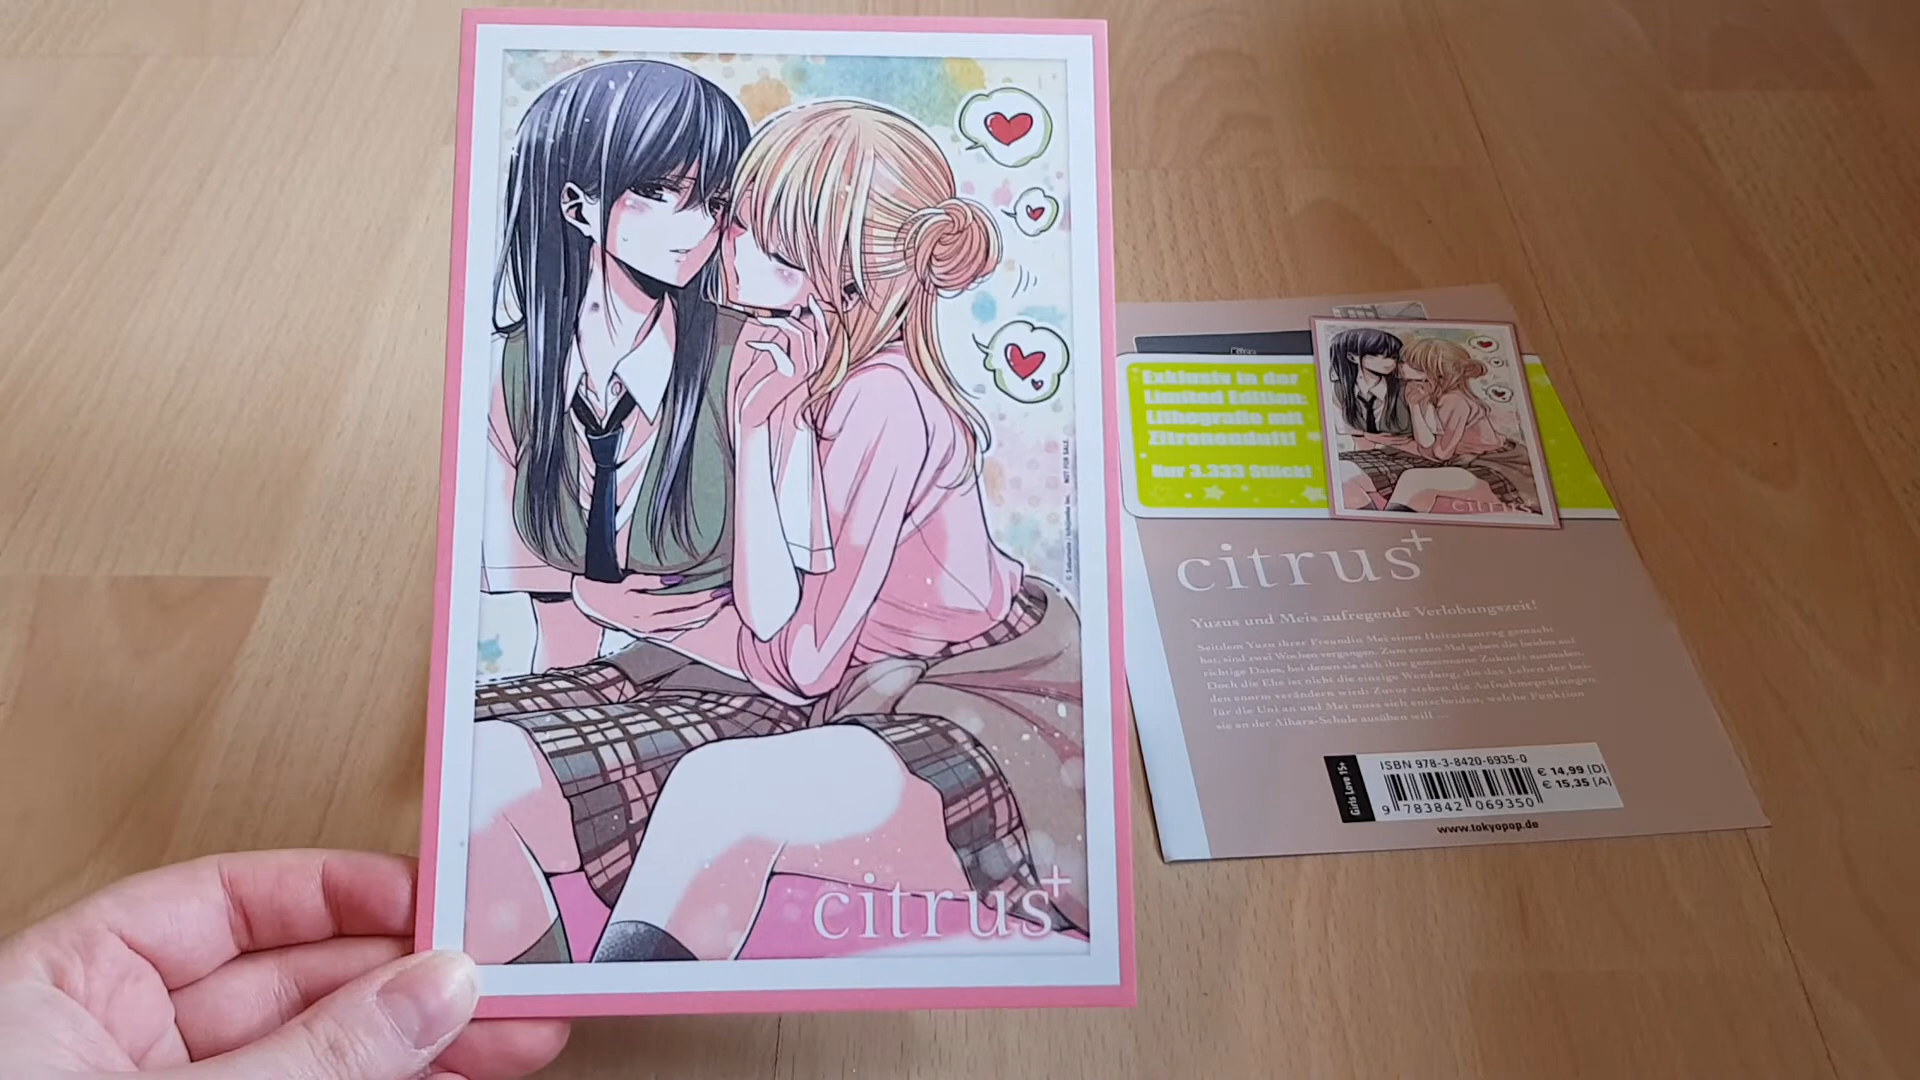 citrus+
© Saburouta / Ichijinsha Inc. NOT FOR SALE
Exklusiv in der
Limited Edition:
Lithografie mit
Zitronenduft!
Nur 3.333 Stück!
citrus
citrus+
Yuzus und Meis aufregende Verlobungszeit!
Seitdem Yuzu ihrer Freundin Mei einen Heiratsantrag gemacht
hat, sind zwei Wochen vergangen. Zum ersten Mal gehen die beiden auf
richtige Dates, bei denen sie sich ihre gemeinsame Zukunft ausmalen.
Doch die Ehe ist nicht die einzige Wendung, die das Leben der bei-
den enorm verändern wird: Zuvor stehen die Aufnahmeprüfungen
für die Uni an und Mei muss sich entscheiden, welche Funktion
sie an der Aihara-Schule ausüben will ...
Girls Love 15+
ISBN 978-3-8420-6935-0
€ 14,99 [D]
€ 15,35 [A]
9 783842 069350
www.tokyopop.de